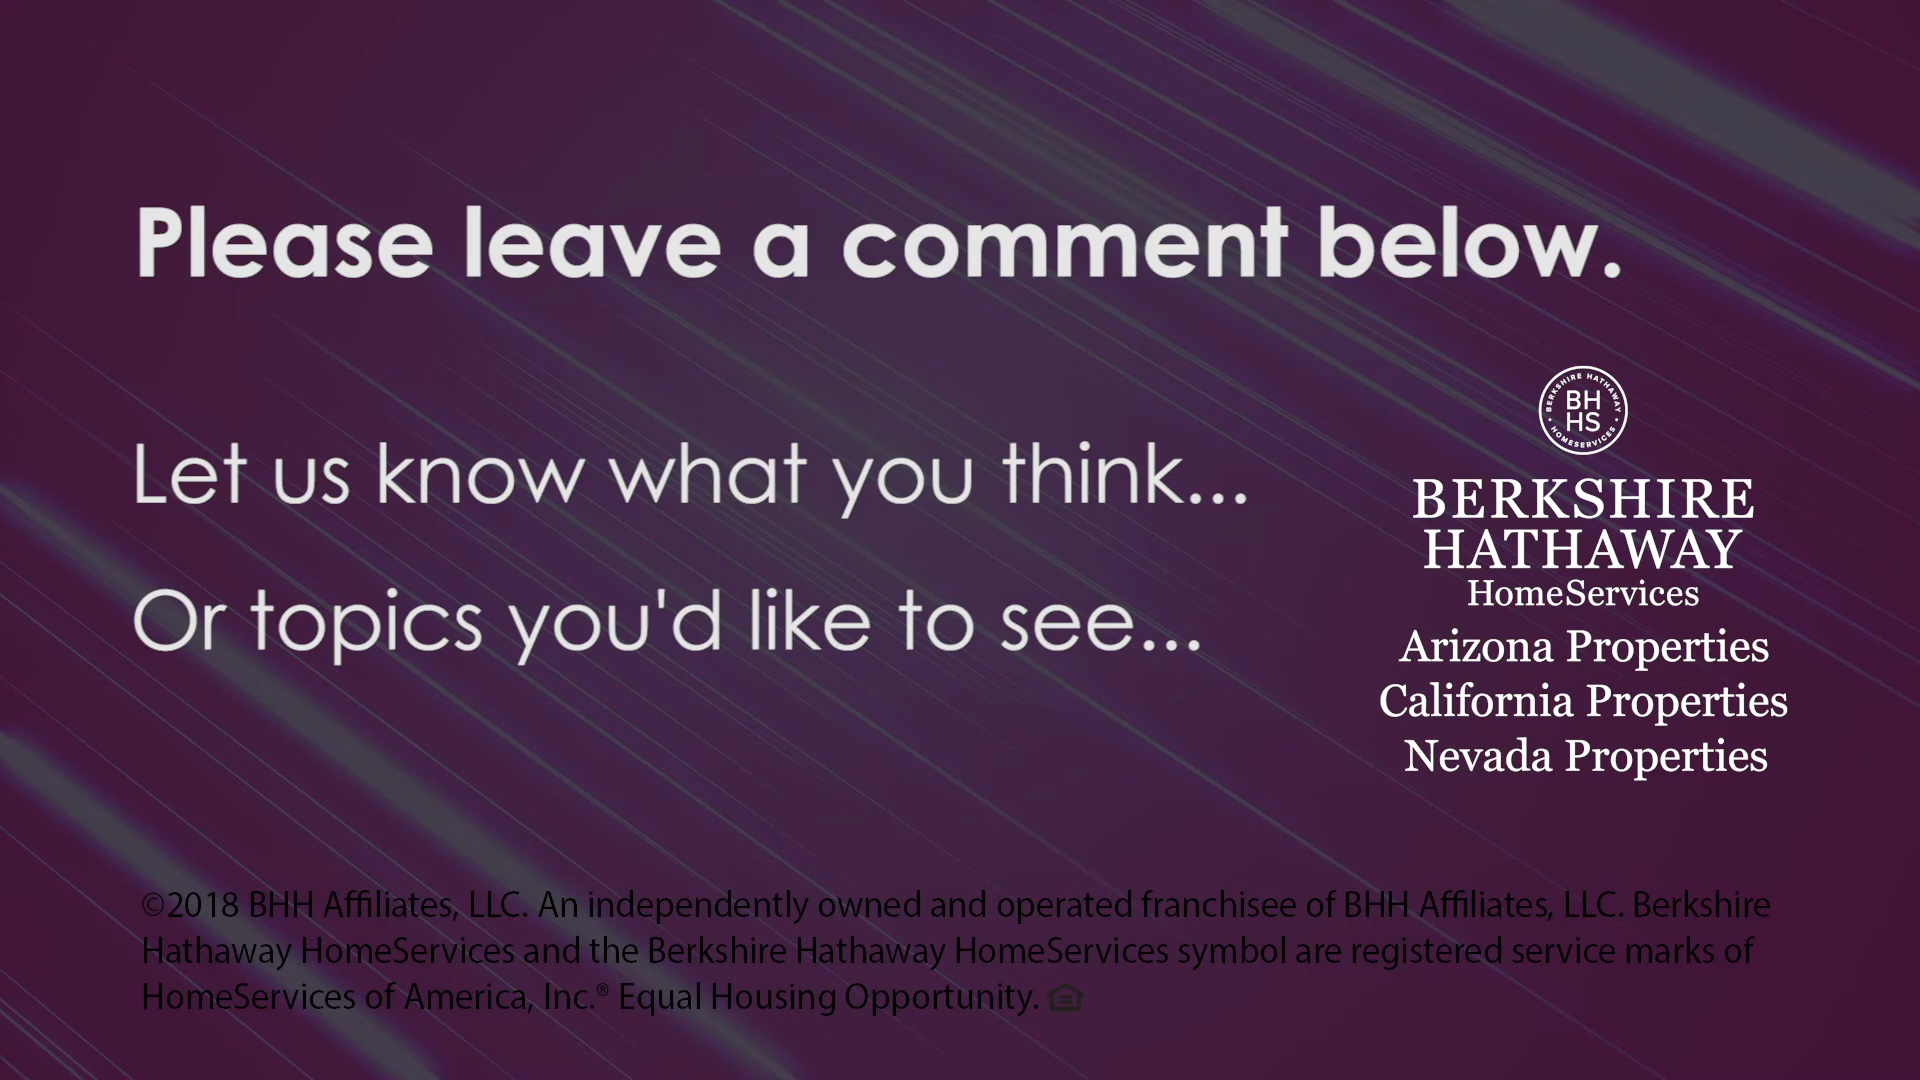 Please leave a comment below.
Let us know what you think...
Or topics you'd like to see...
BERKSHIRE HATHAWAY
BH
HS
HOMESERVICES
BERKSHIRE
HATHAWAY
HomeServices
Arizona Properties
California Properties
Nevada Properties
©2018 BHH Affiliates, LLC. An independently owned and operated franchisee of BHH Affiliates, LLC. Berkshire
Hathaway HomeServices and the Berkshire Hathaway HomeServices symbol are registered service marks of
HomeServices of America, Inc.® Equal Housing Opportunity.